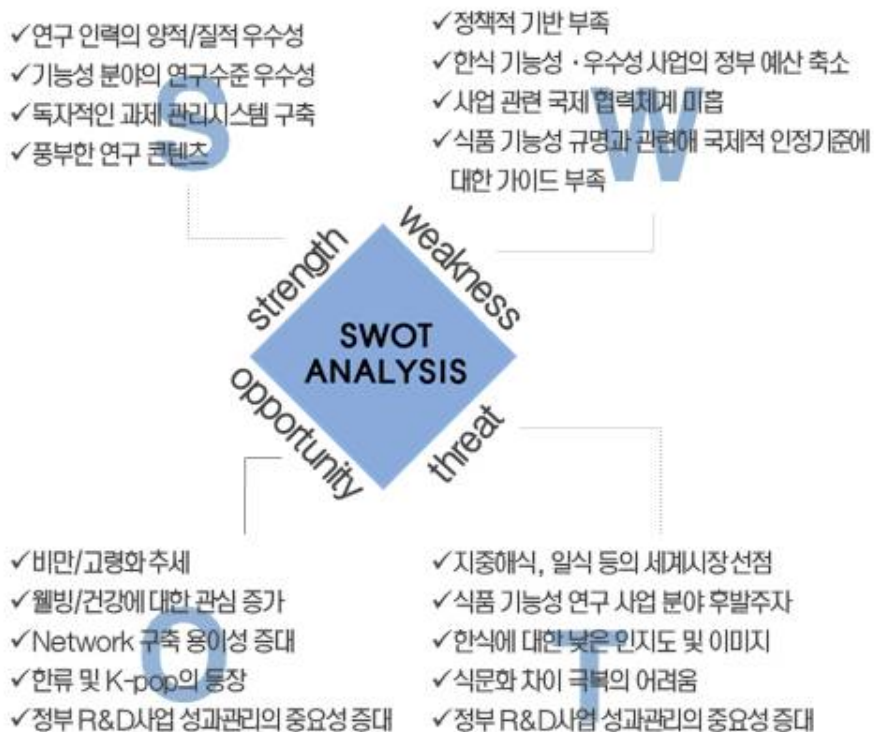 ✓연구 인력의 양적/질적 우수성
✓기능성 분야의 연구수준 우수성
✓독자적인 과제 관리시스템 구축
✓풍부한 연구 콘텐츠
S
✓정책적 기반 부족
✓한식 기능성 · 우수성 사업의 정부 예산 축소
✓사업 관련 국제 협력체계 미흡
✓식품 기능성 규명과 관련해 국제적 인정기준에
대한 가이드 부족
W
strength
weakness
SWOT
ANALYSIS
opportunity
threat
✓비만/고령화 추세
✓웰빙/건강에 대한 관심 증가
✓Network 구축 용이성 증대
✓한류 및 K-pop의 등장
✓정부 R&D사업 성과관리의 중요성 증대
O
✓지중해식, 일식 등의 세계시장 선점
✓식품 기능성 연구 사업 분야 후발주자
✓한식에 대한 낮은 인지도 및 이미지
✓식문화 차이 극복의 어려움
✓정부 R&D사업 성과관리의 중요성 증대
T